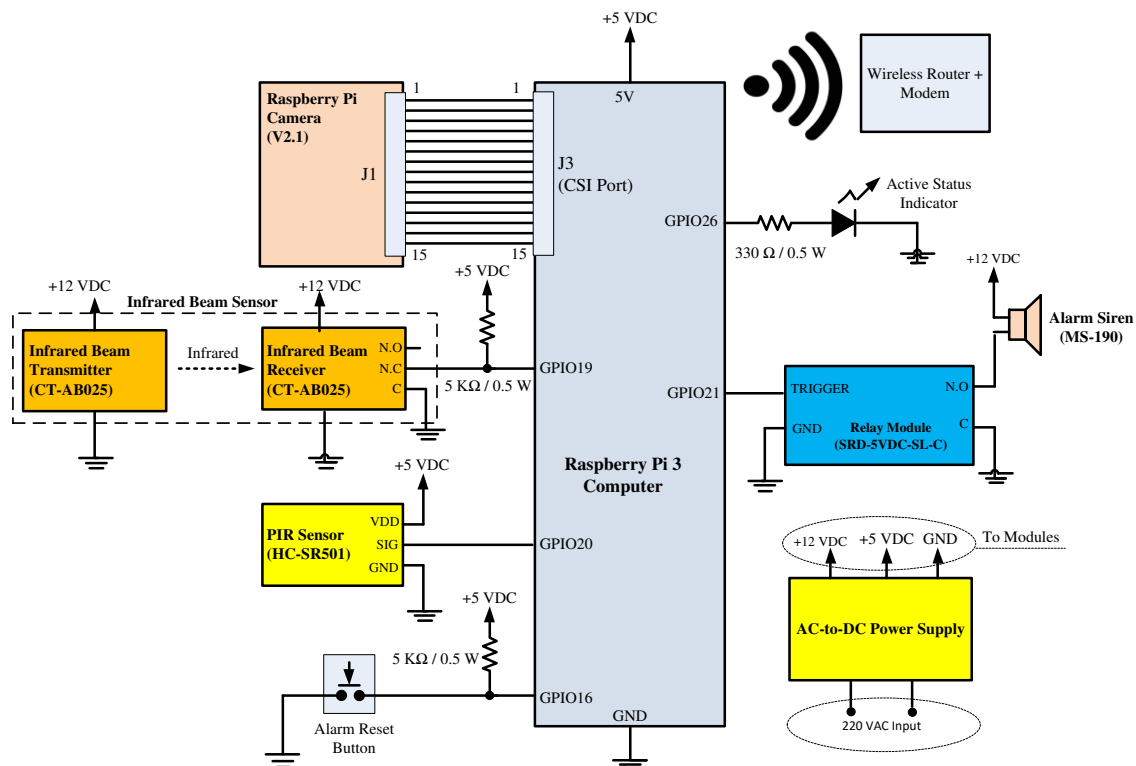 +5 VDC
5V
Wireless Router +
Modem
Raspberry Pi
Camera
(V2.1)
1
1
J1
J3
(CSI Port)
15
15
Active Status
Indicator
GPIO26
330 Ω / 0.5 W
+5 VDC
+12 VDC
+12 VDC
Infrared Beam Sensor
Infrared Beam
Transmitter
(CT-AB025)
Infrared
Infrared Beam
Receiver
(CT-AB025)
N.O
N.C
C
5 KΩ / 0.5 W
GPIO19
+12 VDC
Alarm Siren
(MS-190)
GPIO21
TRIGGER
N.O
GND
C
Relay Module
(SRD-5VDC-SL-C)
Raspberry Pi 3
Computer
+5 VDC
PIR Sensor
(HC-SR501)
VDD
SIG
GND
GPIO20
+12 VDC
+5 VDC
GND
To Modules
AC-to-DC Power Supply
220 VAC Input
+5 VDC
5 KΩ / 0.5 W
GPIO16
Alarm Reset
Button
GND